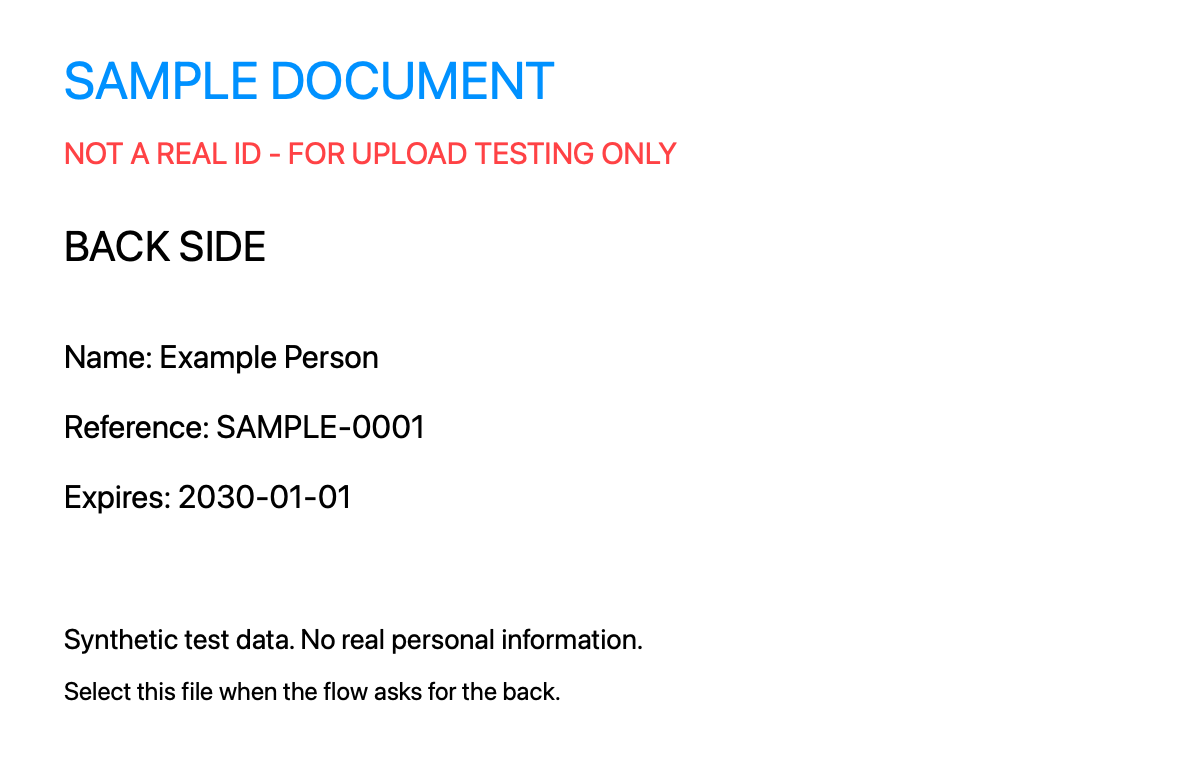 SAMPLE DOCUMENT
NOT A REAL ID - FOR UPLOAD TESTING ONLY
BACK SIDE
Name: Example Person
Reference: SAMPLE-0001
Expires: 2030-01-01
Synthetic test data. No real personal information.
Select this file when the flow asks for the back.